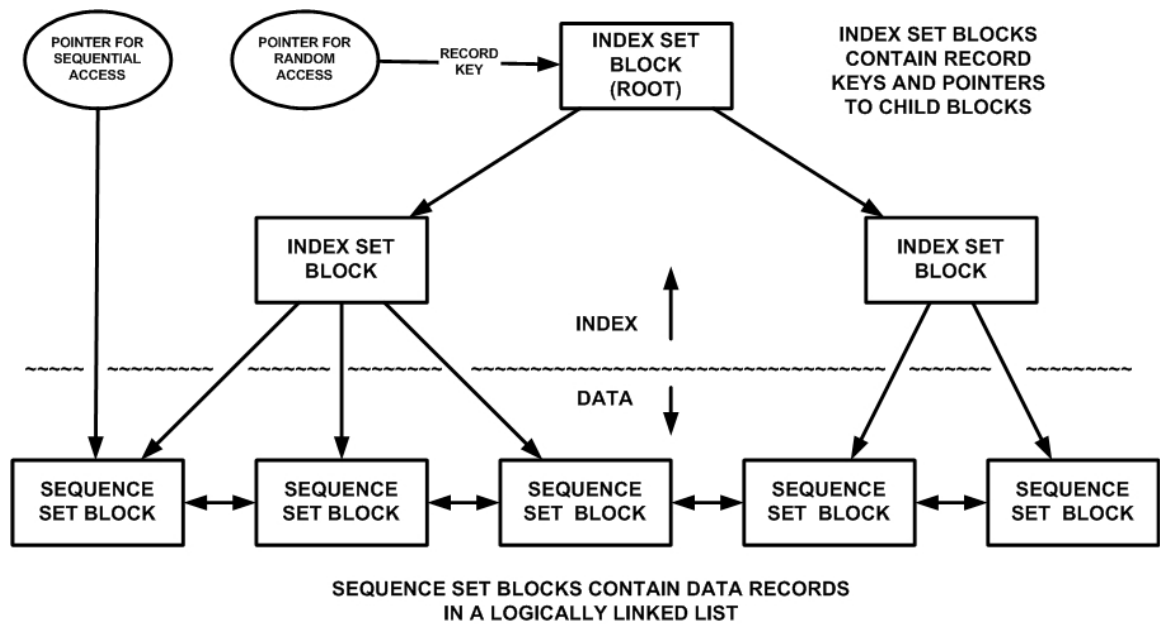 POINTER FOR
SEQUENTIAL
ACCESS
POINTER FOR
RANDOM
ACCESS
RECORD
KEY
INDEX SET
BLOCK
(ROOT)
INDEX SET BLOCKS
CONTAIN RECORD
KEYS AND POINTERS
TO CHILD BLOCKS
INDEX SET
BLOCK
INDEX SET
BLOCK
INDEX
DATA
SEQUENCE
SET BLOCK
SEQUENCE
SET BLOCK
SEQUENCE
SET BLOCK
SEQUENCE
SET BLOCK
SEQUENCE
SET BLOCK
SEQUENCE SET BLOCKS CONTAIN DATA RECORDS
IN A LOGICALLY LINKED LIST